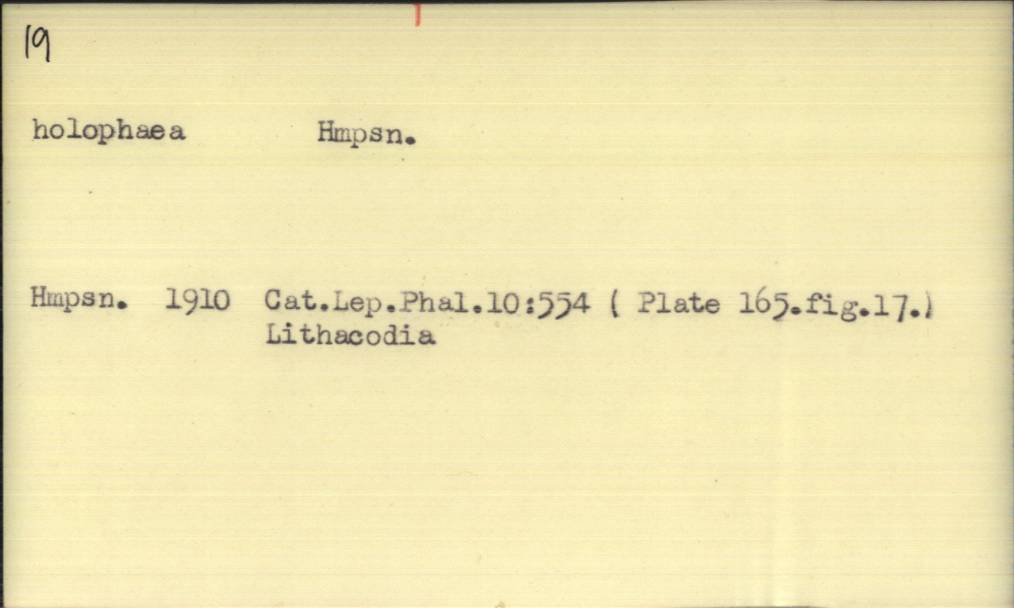 19
holophaea Hmpsn.
Hmpsn. 1910 Cat.Lep.Phal.10:554 ( Plate 165.fig.17.)
Lithacodia